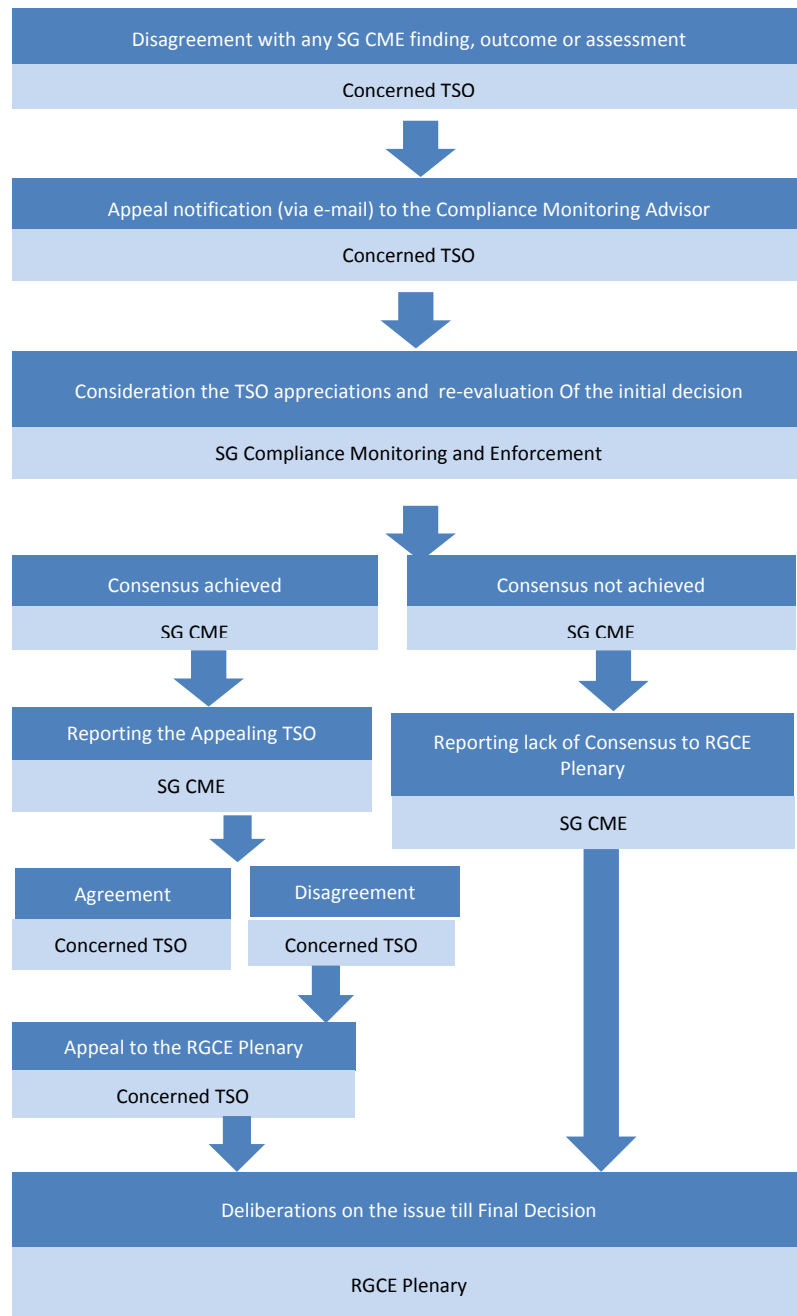 Disagreement with any SG CME finding, outcome or assessment
Concerned TSO
Appeal notification (via e-mail) to the Compliance Monitoring Advisor
Concerned TSO
Consideration the TSO appreciations and re-evaluation Of the initial decision
SG Compliance Monitoring and Enforcement
Consensus achieved
SG CME
Consensus not achieved
SG CME
Reporting the Appealing TSO
SG CME
Reporting lack of Consensus to RGCE
Plenary
SG CME
Agreement
Concerned TSO
Disagreement
Concerned TSO
Appeal to the RGCE Plenary
Concerned TSO
Deliberations on the issue till Final Decision
RGCE Plenary